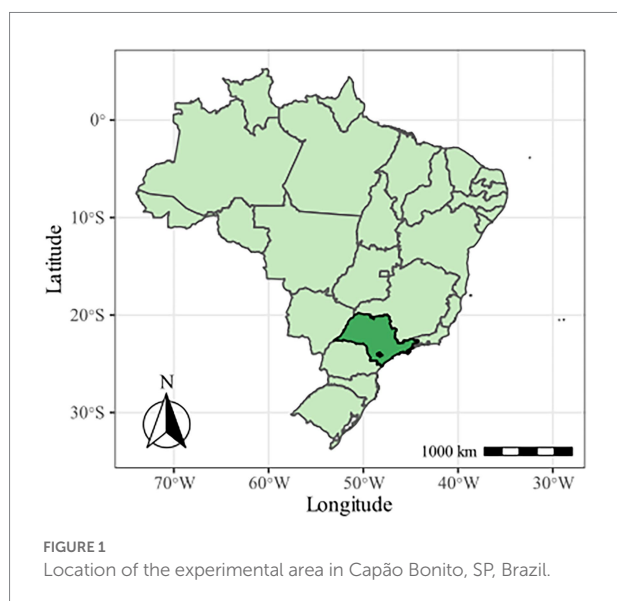 0°
10°S
20°S
30°S
Latitude
N
1000 km
70°W 60°W 50°W 40°W 30°W
Longitude
FIGURE 1
Location of the experimental area in Capão Bonito, SP, Brazil.